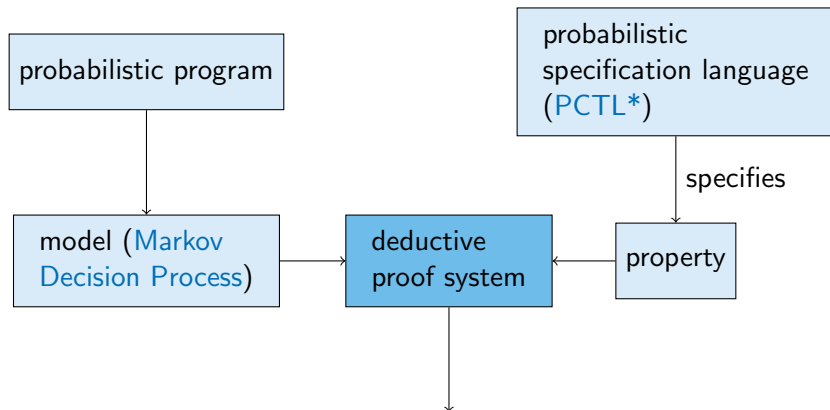 probabilistic program
probabilistic
specification language
(PCTL*)
specifies
model (Markov
Decision Process)
deductive
proof system
property